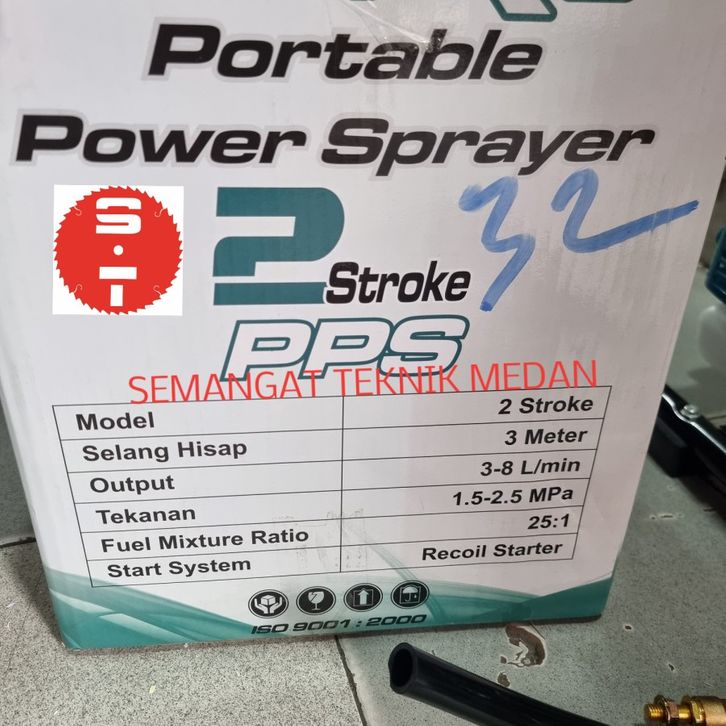 Portable
Power Sprayer
S.T
2 Stroke
32
PPS
SEMANGAT TEKNIK MEDAN
Model 2 Stroke
Selang Hisap 3 Meter
Output 3-8 L/min
Tekanan 1.5-2.5 MPa
Fuel Mixture Ratio 25:1
Start System Recoil Starter
ISO 9001 : 2000